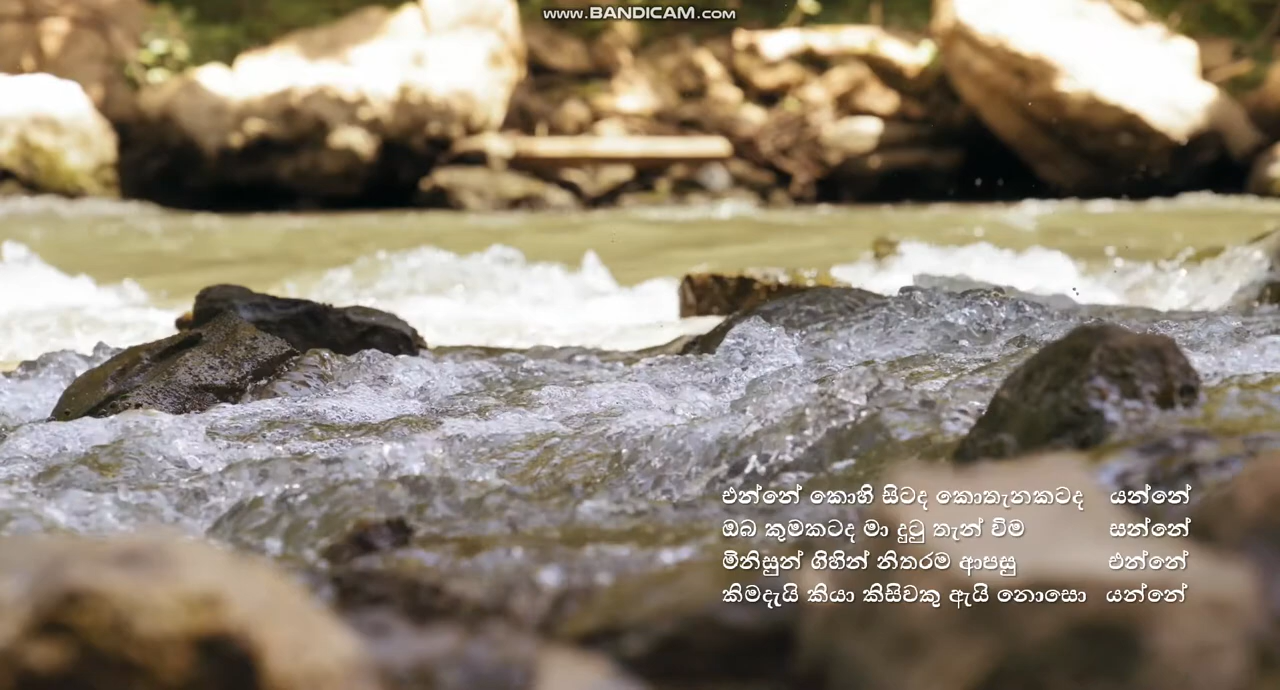 www.BANDICAM.com
එන්නේ කොහි සිටද කොතැනකටද යන්නේ
ඔබ කුමකටද මා දුටු තැන් විම සන්නේ
මිනිසුන් ගිහින් නිතරම ආපසු එන්නේ
කිමදැයි කියා කිසිවකු ඇයි නොසො යන්නේ